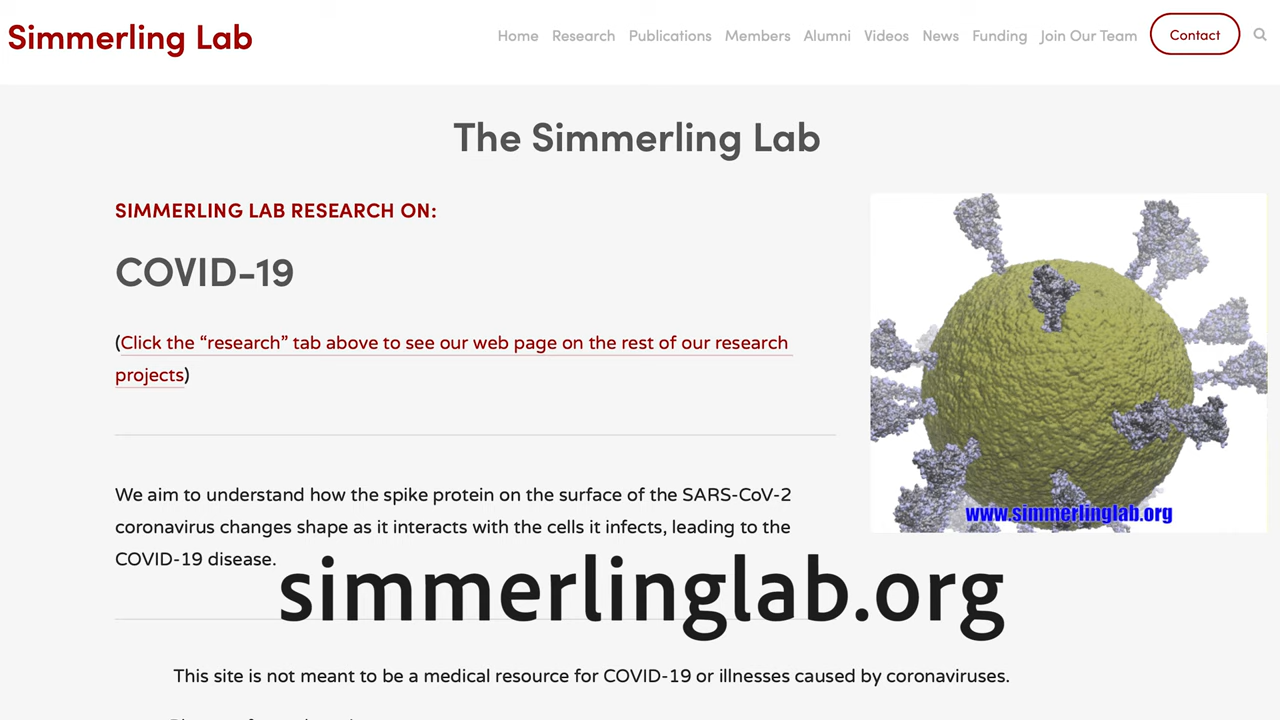 Simmerling Lab
Home Research Publications Members Alumni Videos News Funding Join Our Team Contact
The Simmerling Lab
SIMMERLING LAB RESEARCH ON:
COVID-19
(Click the “research” tab above to see our web page on the rest of our research
projects)
www.simmerlinglab.org
We aim to understand how the spike protein on the surface of the SARS-CoV-2
coronavirus changes shape as it interacts with the cells it infects, leading to the
COVID-19 disease.
simmerlinglab.org
This site is not meant to be a medical resource for COVID-19 or illnesses caused by coronaviruses.